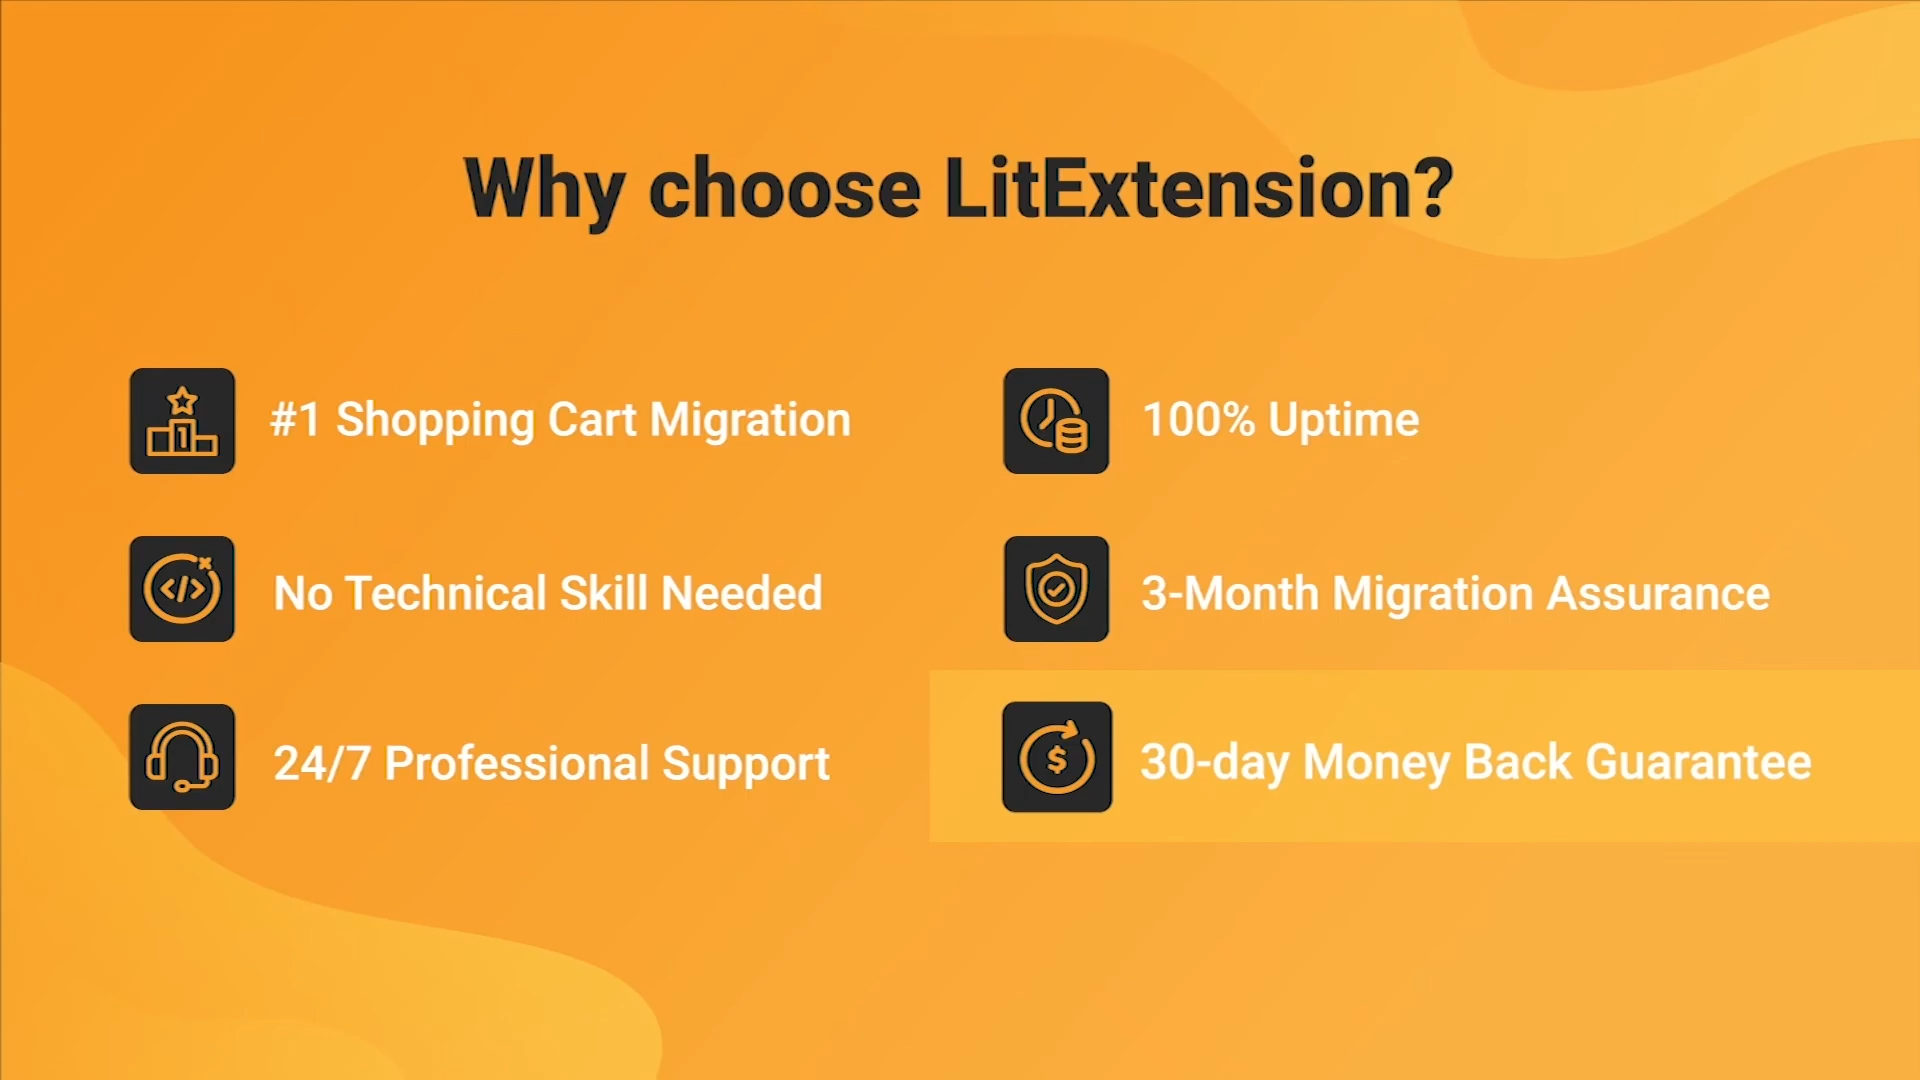 Why choose LitExtension?
#1 Shopping Cart Migration
No Technical Skill Needed
24/7 Professional Support
100% Uptime
3-Month Migration Assurance
30-day Money Back Guarantee